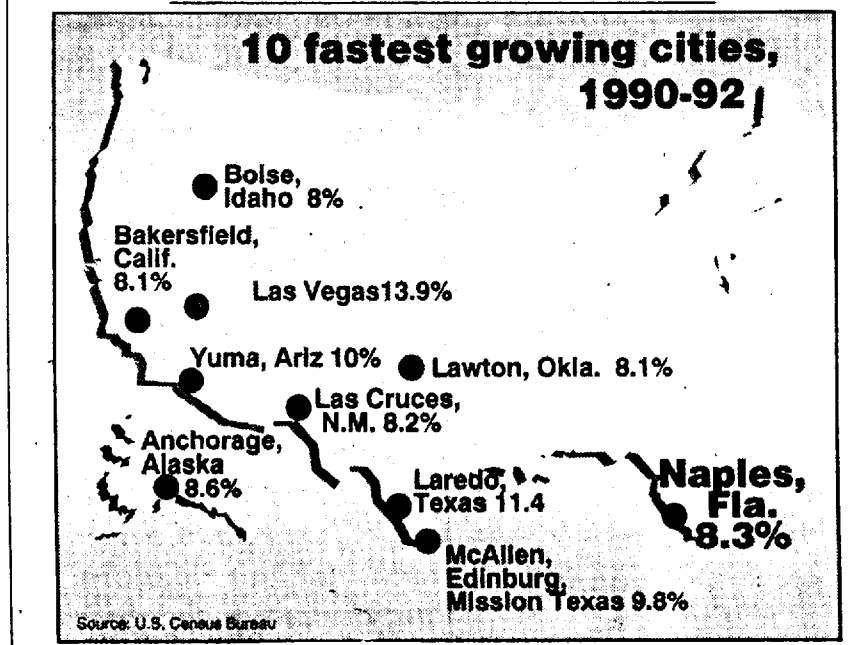 10 fastest growing cities,
1990-92
Boise,
Idaho 8%
Bakersfield,
Calif.
8.1%
Las Vegas13.9%
Yuma, Ariz 10%
Lawton, Okla. 8.1%
Las Cruces,
N.M. 8.2%
Anchorage,
Alaska
8.6%
Laredo,
Texas 11.4
Naples,
Fla.
8.3%
McAllen,
Edinburg,
Mission Texas 9.8%
Source: U.S. Census Bureau